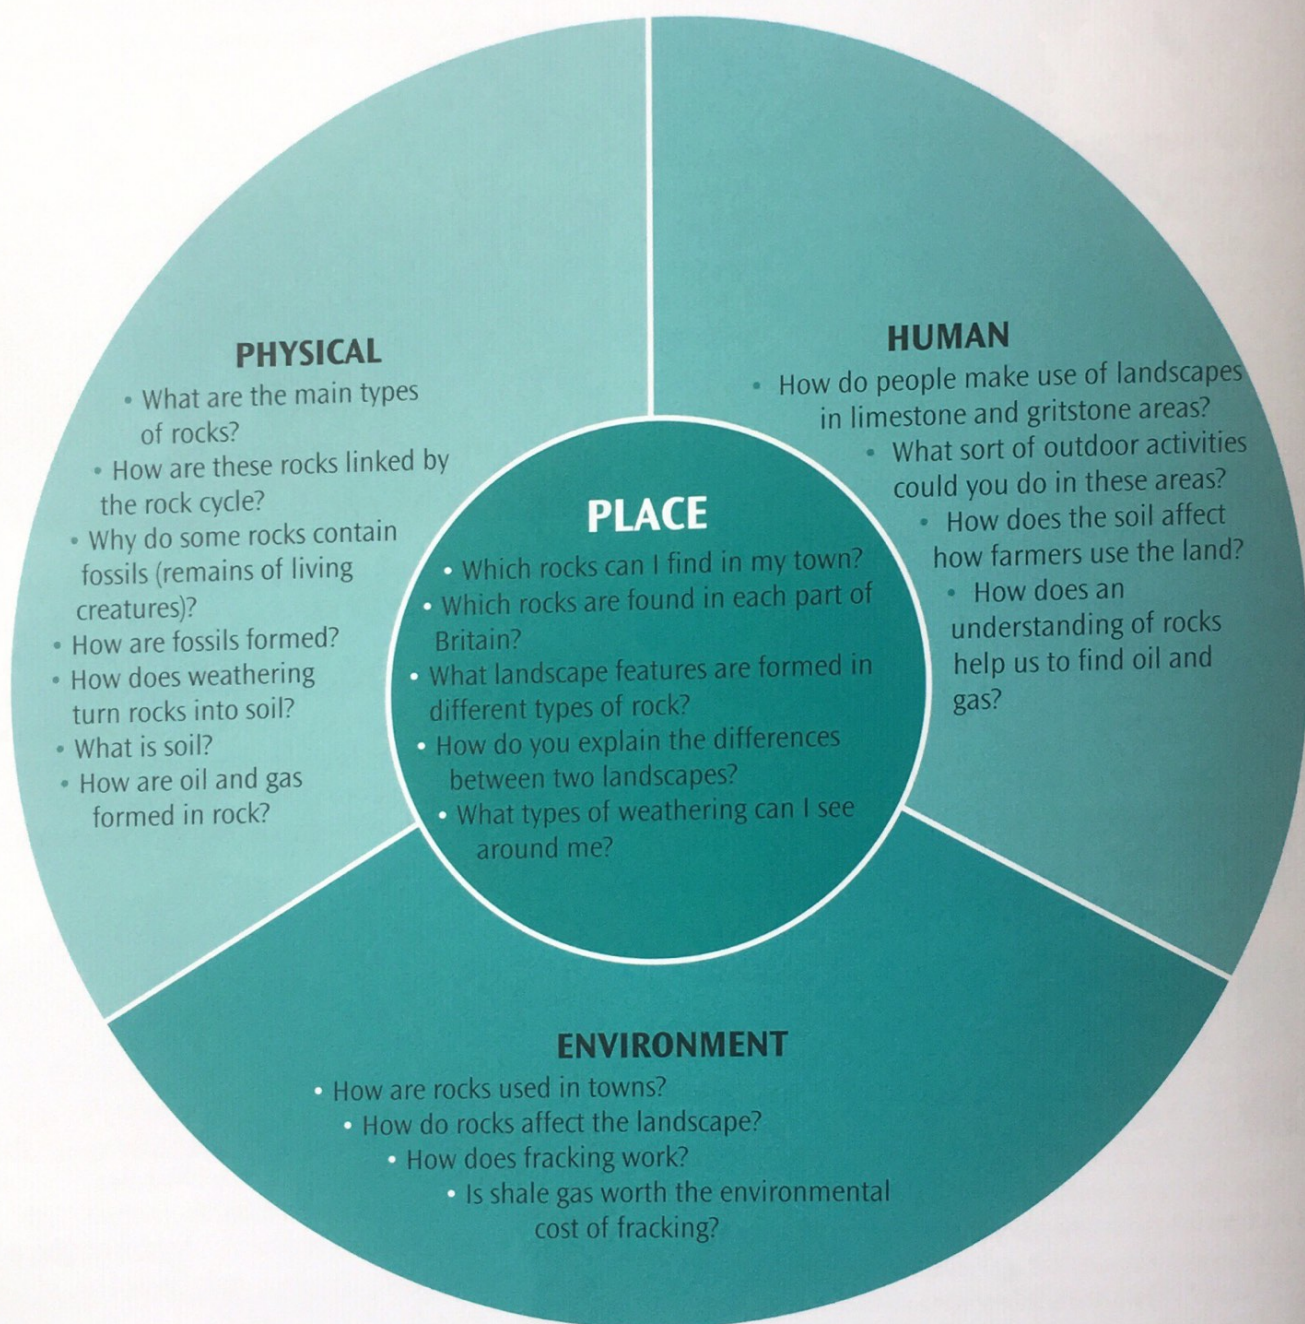 PHYSICAL
• What are the main types
of rocks?
• How are these rocks linked by
the rock cycle?
• Why do some rocks contain
fossils (remains of living
creatures)?
• How are fossils formed?
• How does weathering
turn rocks into soil?
• What is soil?
• How are oil and gas
formed in rock?
HUMAN
• How do people make use of landscapes
in limestone and gritstone areas?
• What sort of outdoor activities
could you do in these areas?
• How does the soil affect
how farmers use the land?
• How does an
understanding of rocks
help us to find oil and
gas?
PLACE
• Which rocks can I find in my town?
• Which rocks are found in each part of
Britain?
• What landscape features are formed in
different types of rock?
• How do you explain the differences
between two landscapes?
• What types of weathering can I see
around me?
ENVIRONMENT
• How are rocks used in towns?
• How do rocks affect the landscape?
• How does fracking work?
• Is shale gas worth the environmental
cost of fracking?